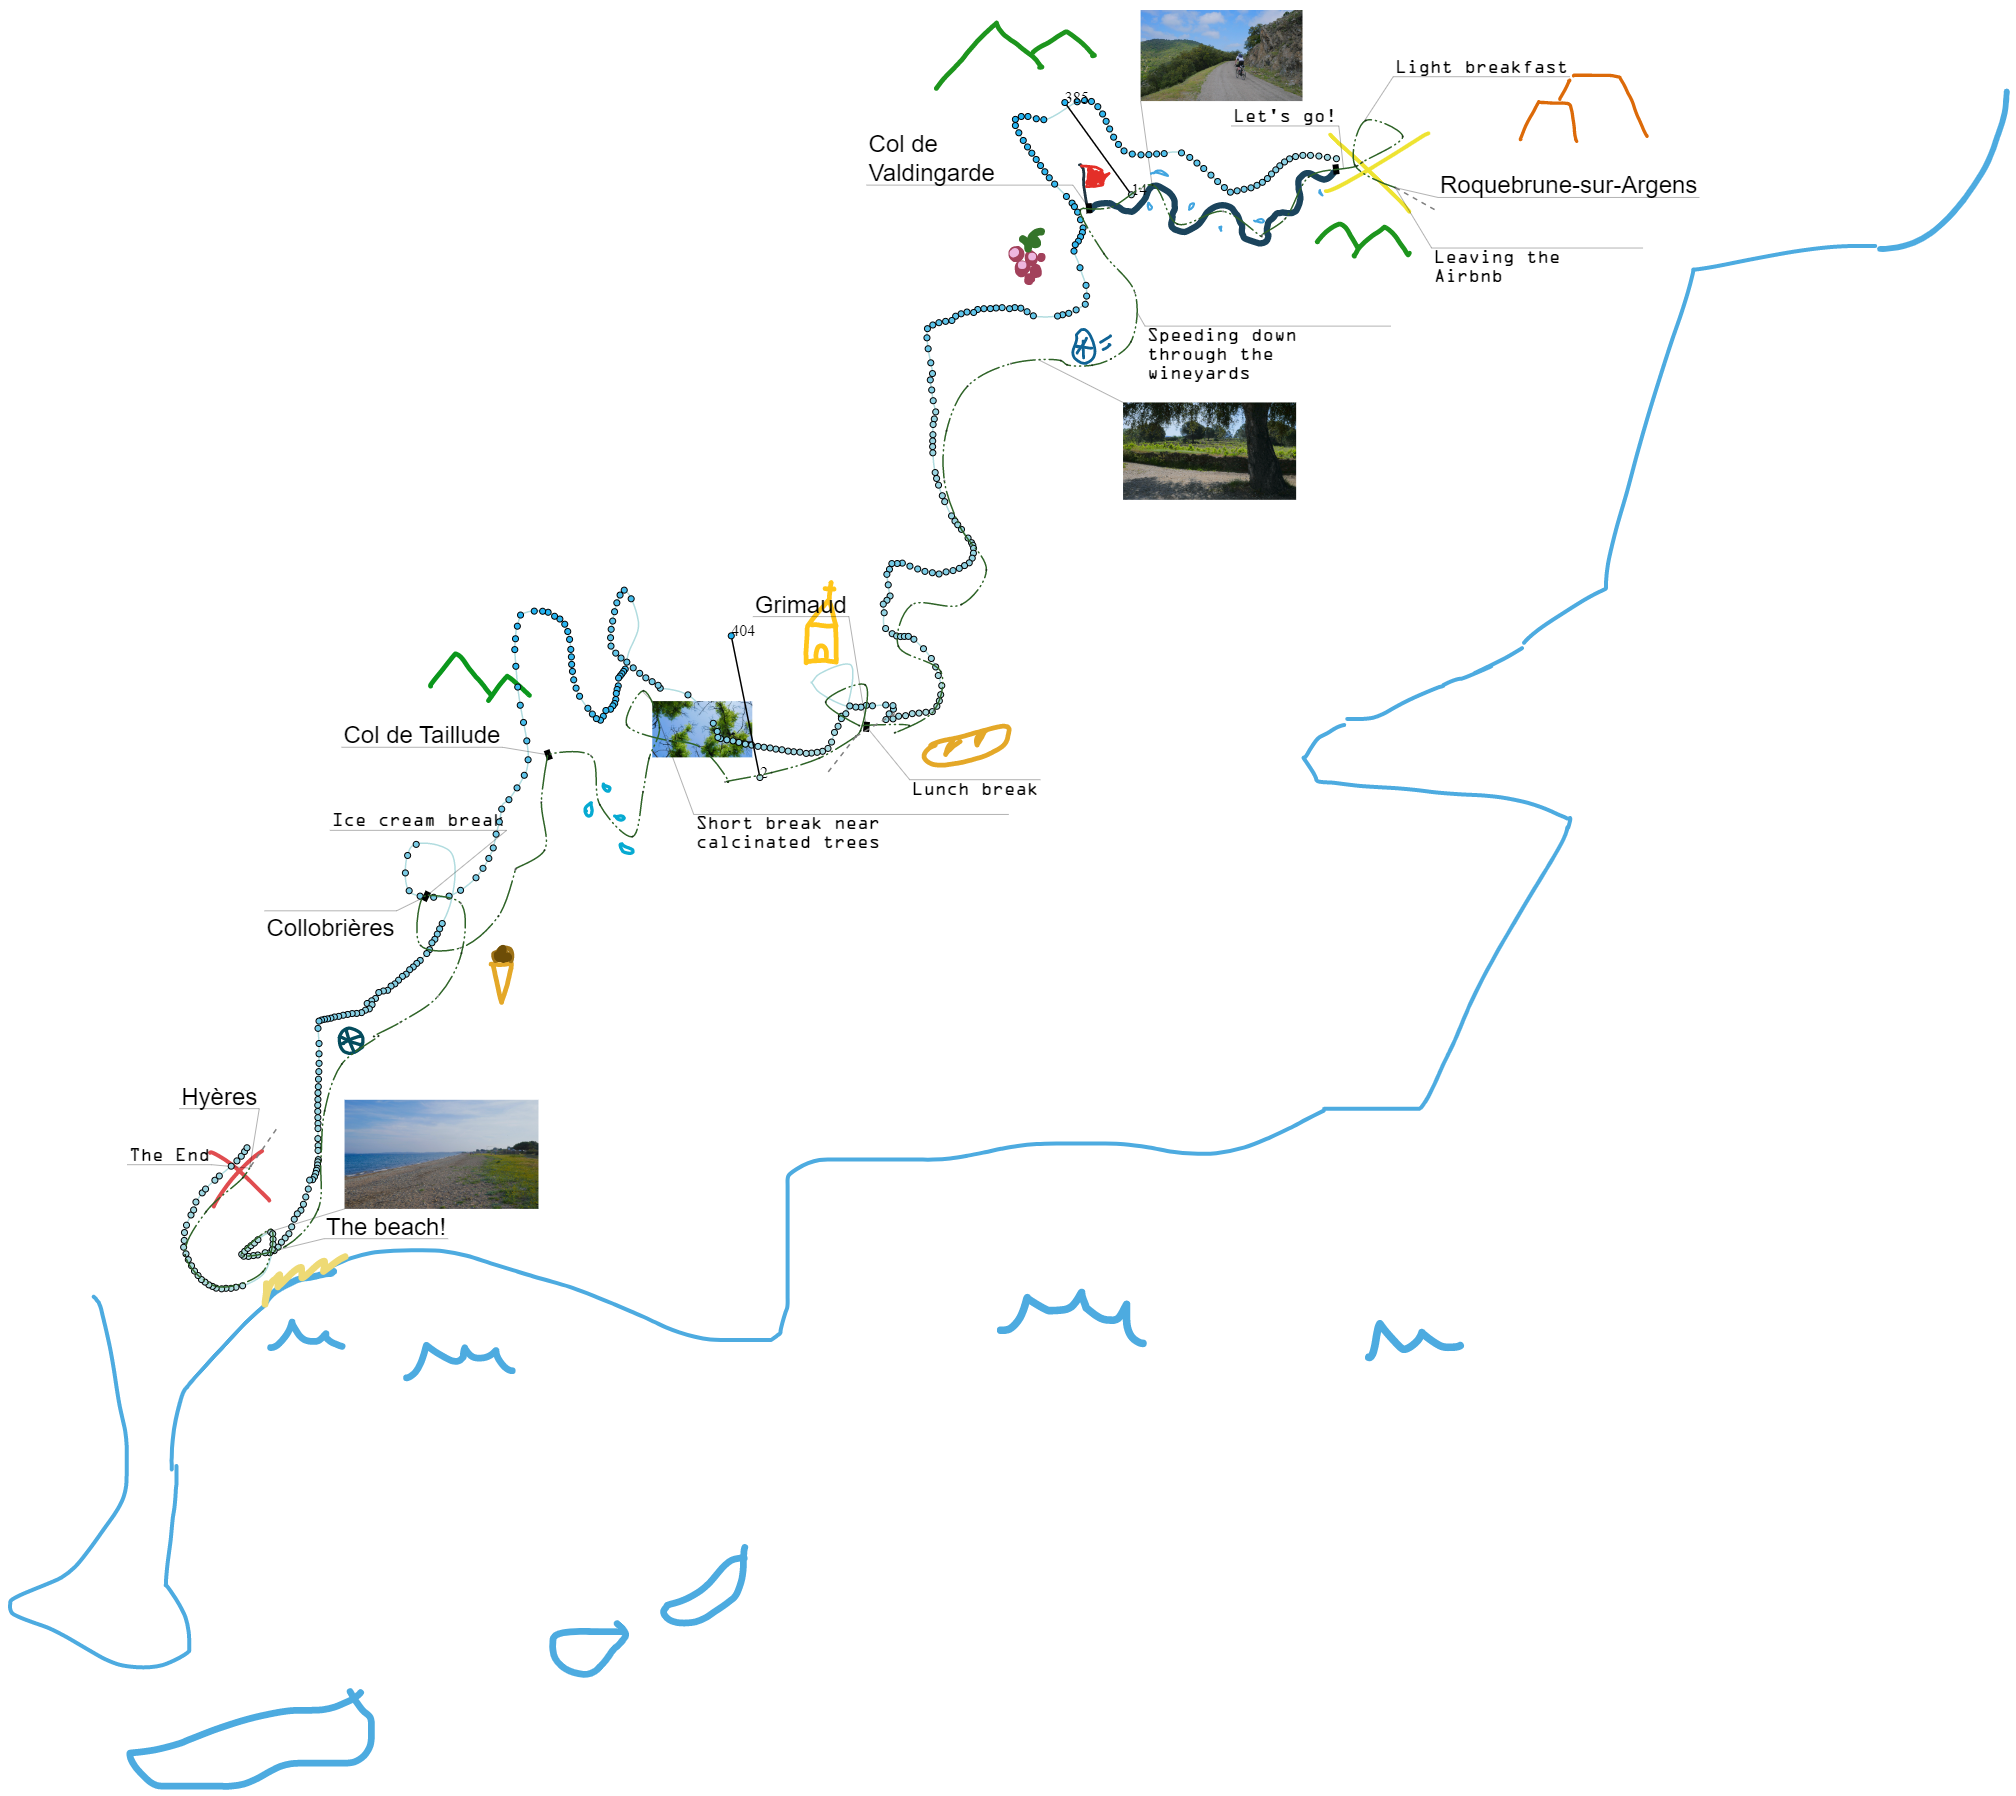 Light breakfast
385
Let's go!
Col de
Valdingarde
Roquebrune-sur-Argens
Leaving the
Airbnb
Speeding down
through the
wineyards
Grimaud
404
Col de Taillude
2
Lunch break
Short break near
calcinated trees
Ice cream break
Collobrières
Hyères
The End
The beach!